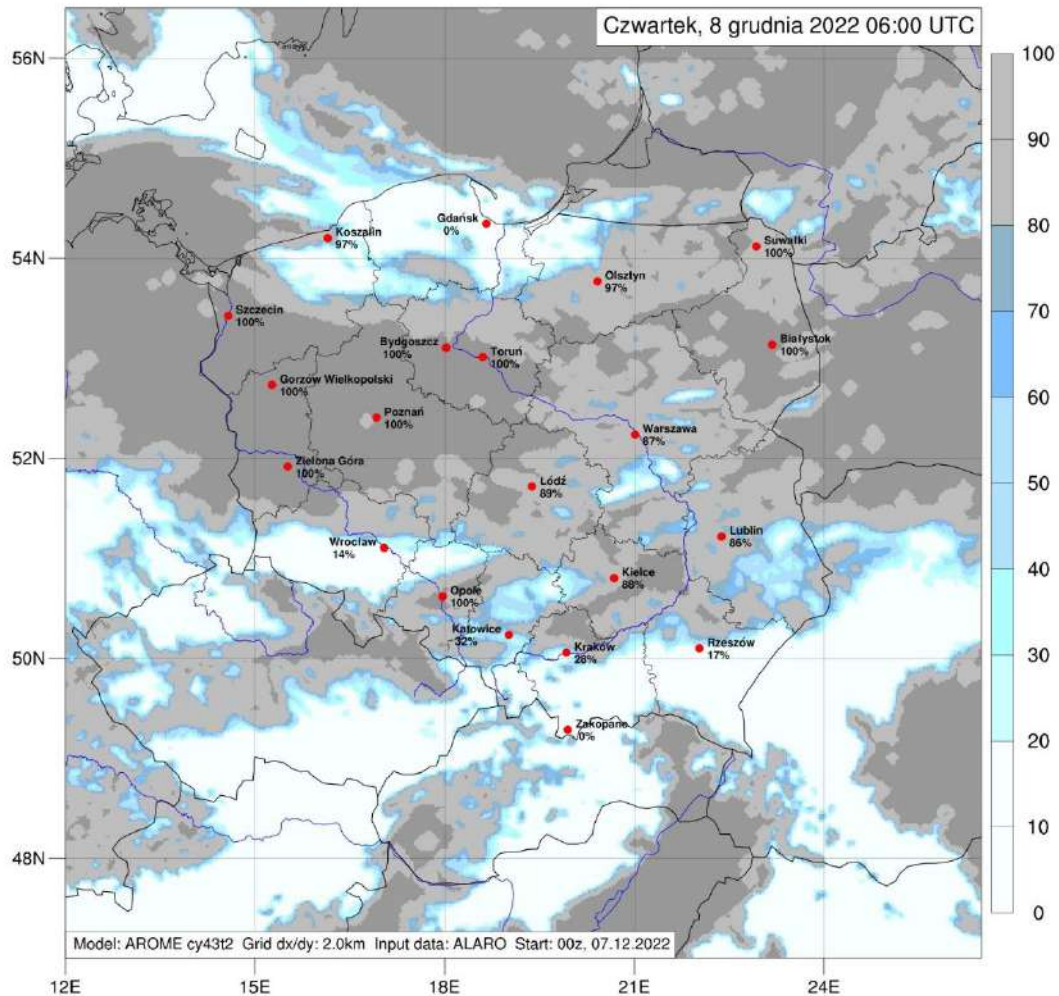 Czwartek, 8 grudnia 2022 06:00 UTC
56N
54N
52N
50N
48N
Gdańsk
0%
Koszalin
97%
Suwałki
100%
Olsztyn
97%
Szczecin
100%
Bydgoszcz
100%
Toruń
100%
Białystok
100%
Gorzów Wielkopolski
100%
Poznań
100%
Warszawa
87%
Zielona Góra
100%
Łódź
89%
Lublin
86%
Wrocław
14%
Kielce
88%
Opole
100%
Katowice
32%
Kraków
28%
Rzeszów
17%
Zakopane
0%
100
90
80
70
60
50
40
30
20
10
0
Model: AROME cy43t2 Grid dx/dy: 2.0km Input data: ALARO Start: 00z, 07.12.2022
12E 15E 18E 21E 24E